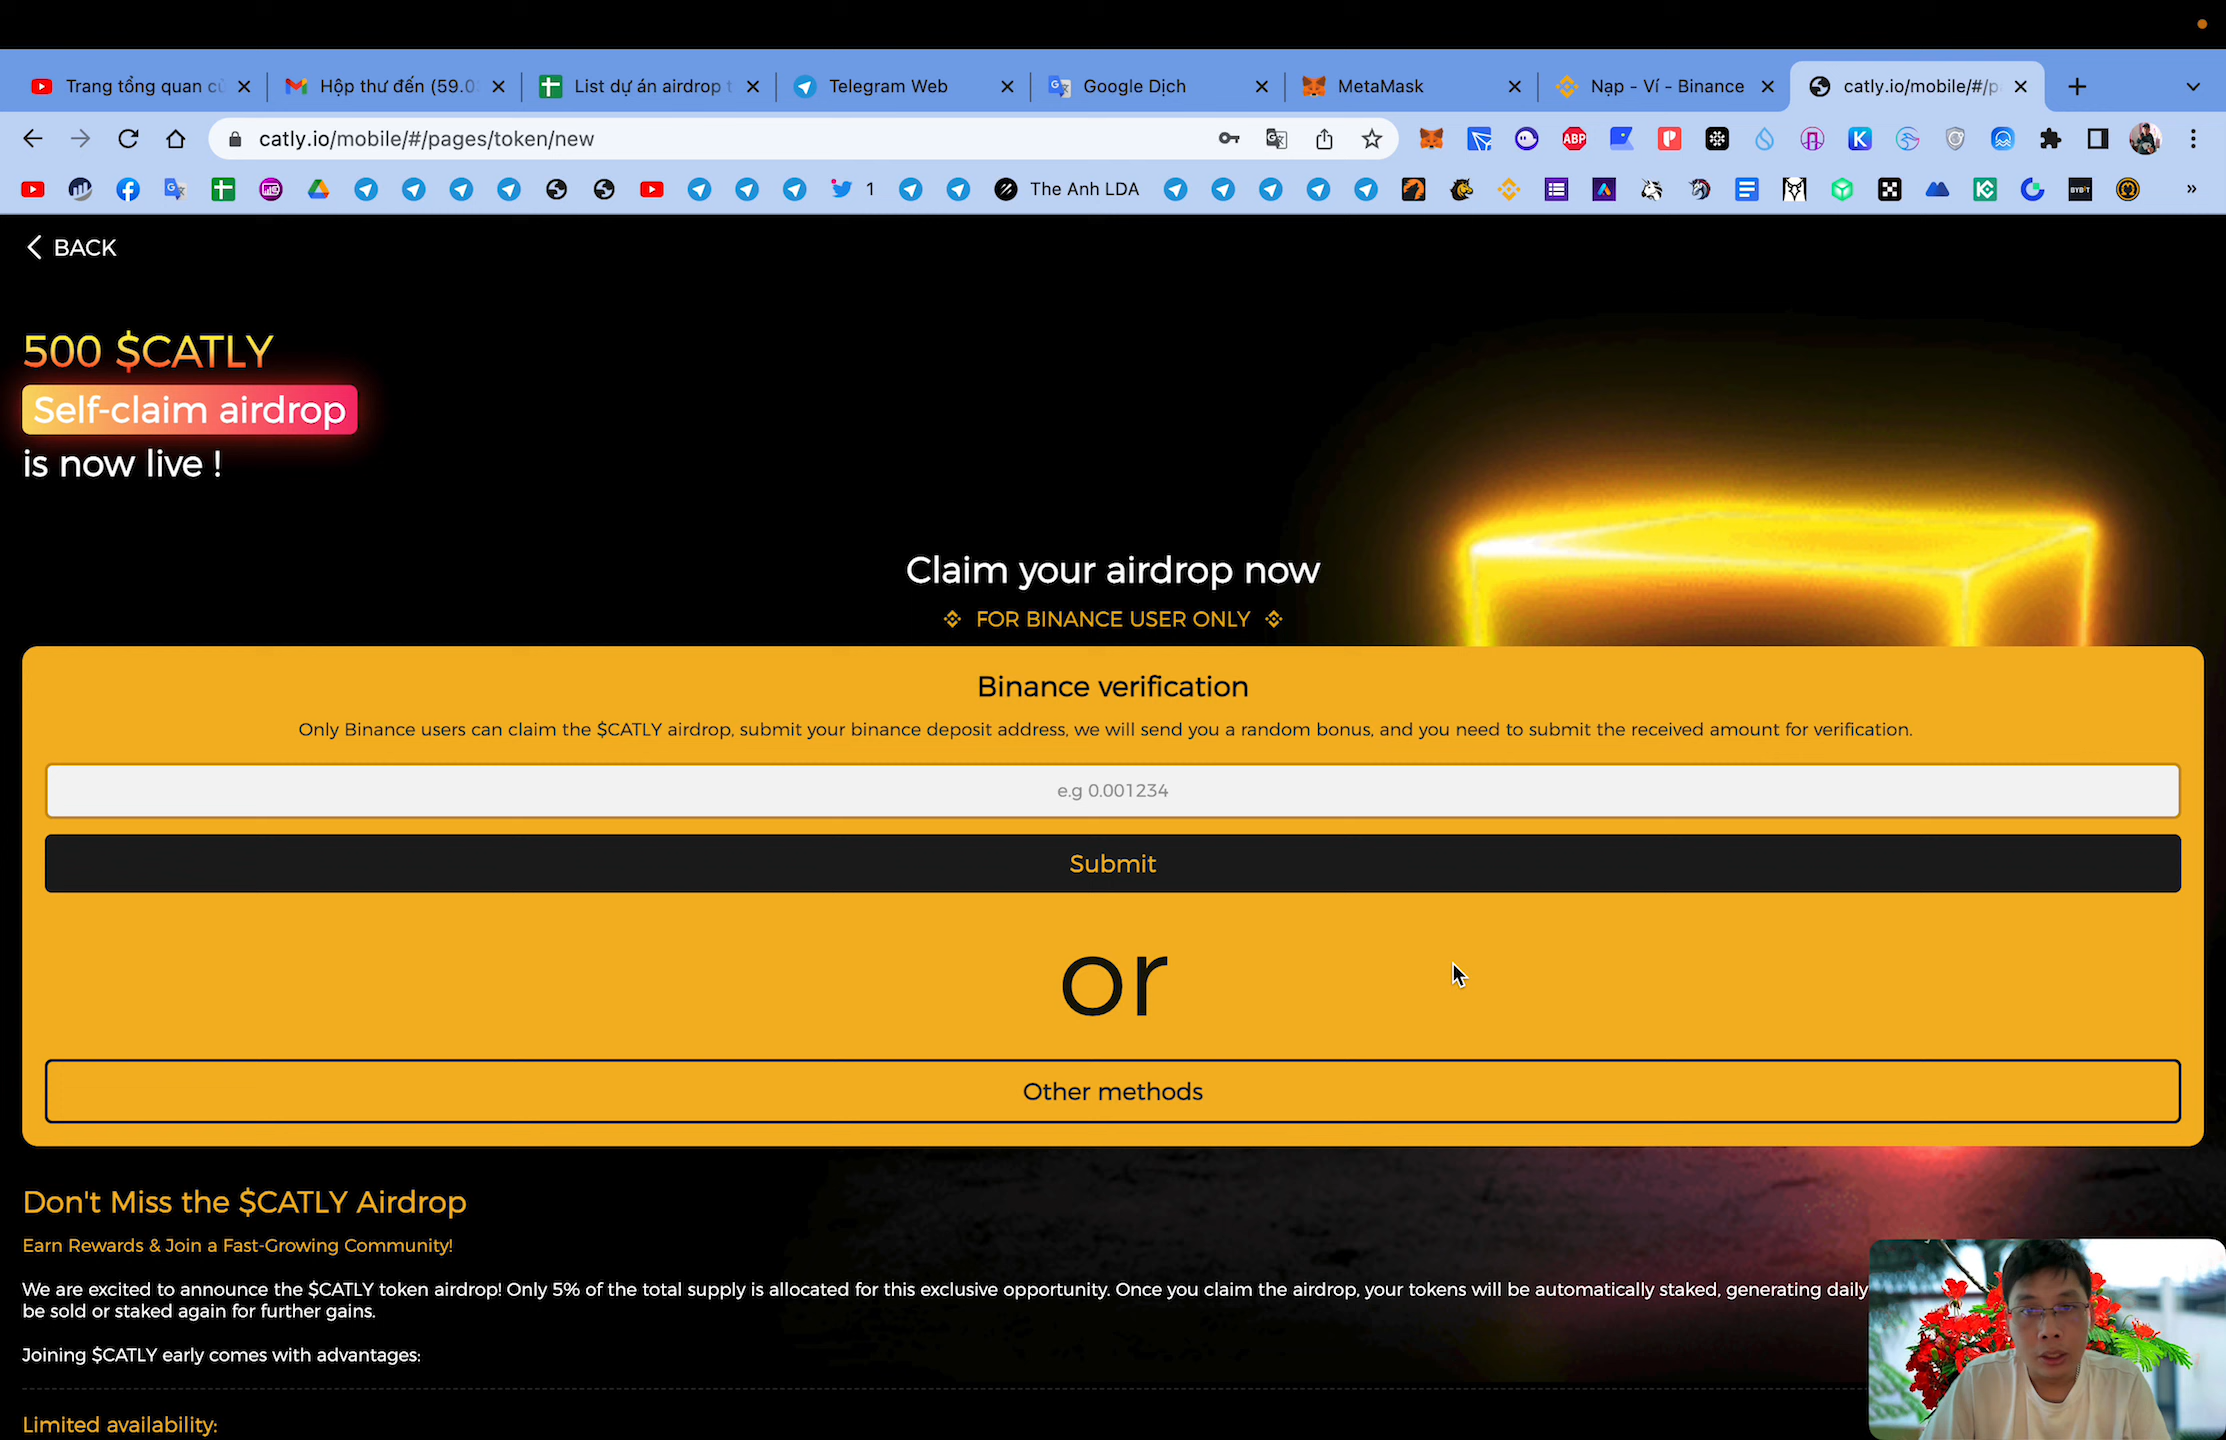 Trang tổng quan củ
Hộp thư đến (59.0
List dự án airdrop t
Telegram Web
Google Dịch
MetaMask
Nạp - Ví - Binance
catly.io/mobile/#/p
catly.io/mobile/#/pages/token/new
ABP
1
The Anh LDA
BYBIT
BACK
500 $CATLY
Self-claim airdrop
is now live !
Claim your airdrop now
FOR BINANCE USER ONLY
Binance verification
Only Binance users can claim the $CATLY airdrop, submit your binance deposit address, we will send you a random bonus, and you need to submit the received amount for verification.
e.g 0.001234
Submit
or
Other methods
Don't Miss the $CATLY Airdrop
Earn Rewards & Join a Fast-Growing Community!
We are excited to announce the $CATLY token airdrop! Only 5% of the total supply is allocated for this exclusive opportunity. Once you claim the airdrop, your tokens will be automatically staked, generating daily
be sold or staked again for further gains.
Joining $CATLY early comes with advantages:
Limited availability: